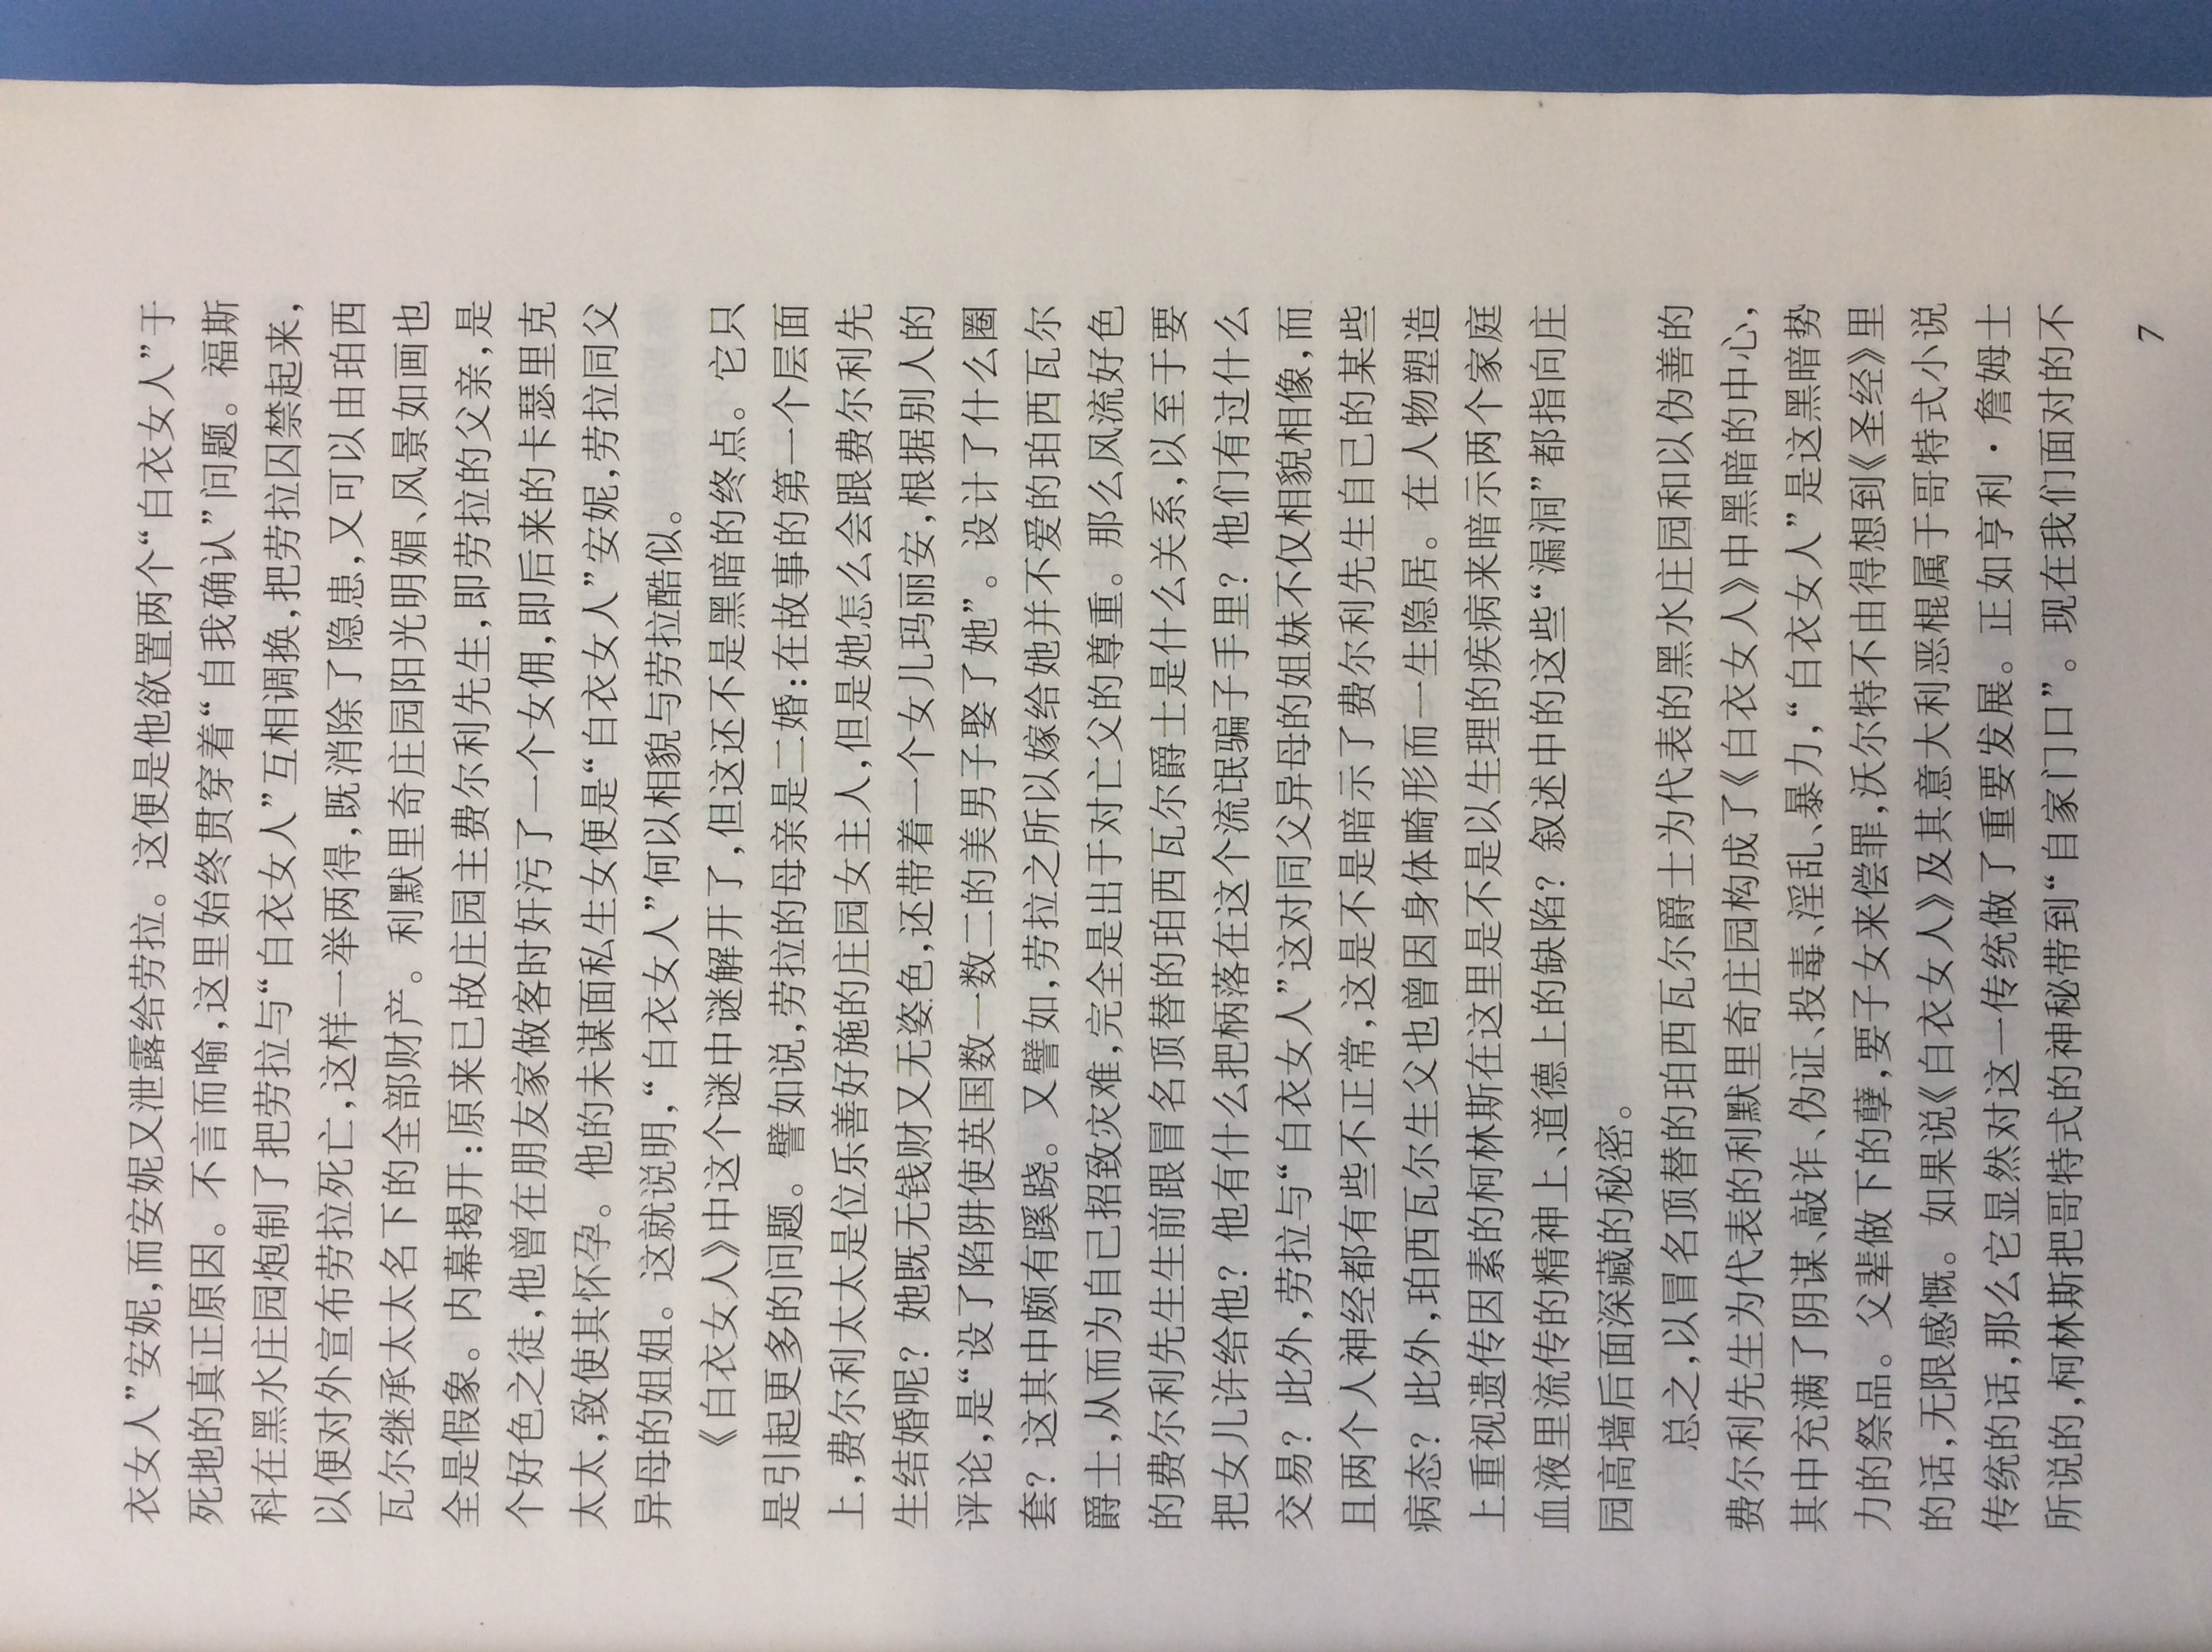 衣女人”安妮,而安妮又泄露给劳拉。这便是他欲置两个“白衣女人”于
死地的真正原因。不言而喻,这里始终贯穿着“自我确认”问题。福斯
科在黑水庄园炮制了把劳拉与“白衣女人”互相调换,把劳拉囚禁起来,
以便对外宣布劳拉死亡,这样一举两得,既消除了隐患,又可以由珀西
瓦尔继承太太名下的全部财产。利默里奇庄园阳光明媚、风景如画也
全是假象。内幕揭开:原来已故庄园主费尔利先生,即劳拉的父亲,是
个好色之徒,他曾在朋友家做客时奸污了一个女佣,即后来的卡瑟里克
太太,致使其怀孕。他的未谋面私生女便是“白衣女人”安妮,劳拉同父
异母的姐姐。这就说明,“白衣女人”何以相貌与劳拉酷似。
《白衣女人》中这个谜中谜解开了,但这还不是黑暗的终点。它只
是引起更多的问题。譬如说,劳拉的母亲是二婚:在故事的第一个层面
上,费尔利太太是位乐善好施的庄园女主人,但是她怎么会跟费尔利先
生结婚呢?她既无钱财又无姿色,还带着一个女儿玛丽安,根据别人的
评论,是“设了陷阱使英国数一数二的美男子娶了她”。设计了什么圈
套?这其中颇有蹊跷。又譬如,劳拉之所以嫁给她并不爱的珀西瓦尔
爵士,从而为自己招致灾难,完全是出于对亡父的尊重。那么风流好色
的费尔利先生生前跟冒名顶替的珀西瓦尔爵士是什么关系,以至于要
把女儿许给他?他有什么把柄落在这个流氓骗子手里?他们有过什么
交易?此外,劳拉与“白衣女人”这对同父异母的姐妹不仅相貌相像,而
且两个人神经都有些不正常,这是不是暗示了费尔利先生自己的某些
病态?此外,珀西瓦尔生父也曾因身体畸形而一生隐居。在人物塑造
上重视遗传因素的柯林斯在这里是不是以生理的疾病来暗示两个家庭
血液里流传的精神上、道德上的缺陷?叙述中的这些“漏洞”都指向庄
园高墙后面深藏的秘密。
总之,以冒名顶替的珀西瓦尔爵士为代表的黑水庄园和以伪善的
费尔利先生为代表的利默里奇庄园构成了《白衣女人》中黑暗的中心,
其中充满了阴谋、敲诈、伪证、投毒、淫乱、暴力,“白衣女人”是这黑暗势
力的祭品。父辈做下的孽,要子女来偿罪,沃尔特不由得想到《圣经》里
的话,无限感慨。如果说《白衣女人》及其意大利恶棍属于哥特式小说
传统的话,那么它显然对这一传统做了重要发展。正如亨利·詹姆士
所说的,柯林斯把哥特式的神秘带到“自家门口”。现在我们面对的不
7